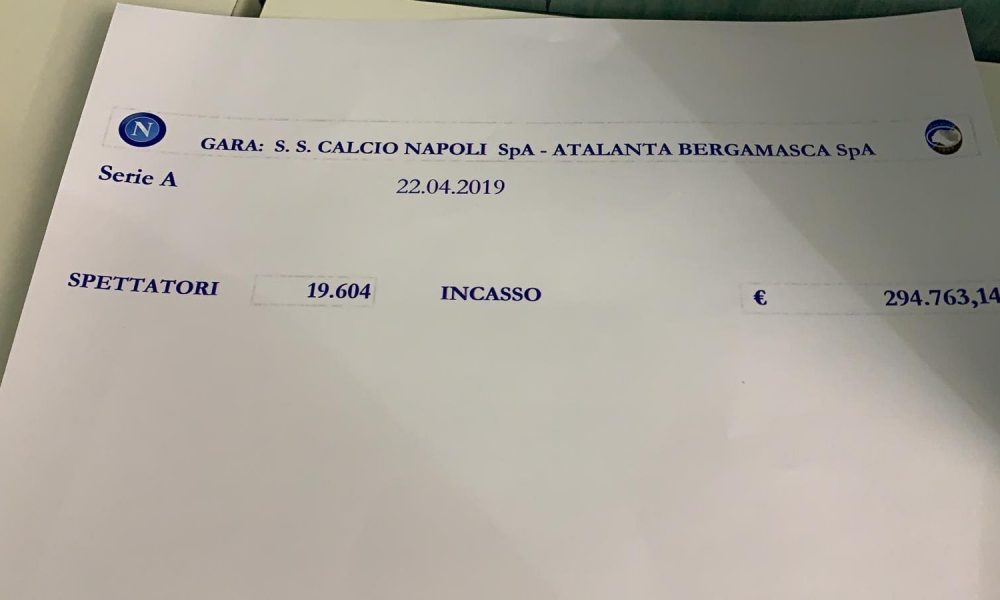 N
GARA: S. S. CALCIO NAPOLI SpA - ATALANTA BERGAMASCA SpA
Serie A 22.04.2019
SPETTATORI 19.604 INCASSO € 294.763,14